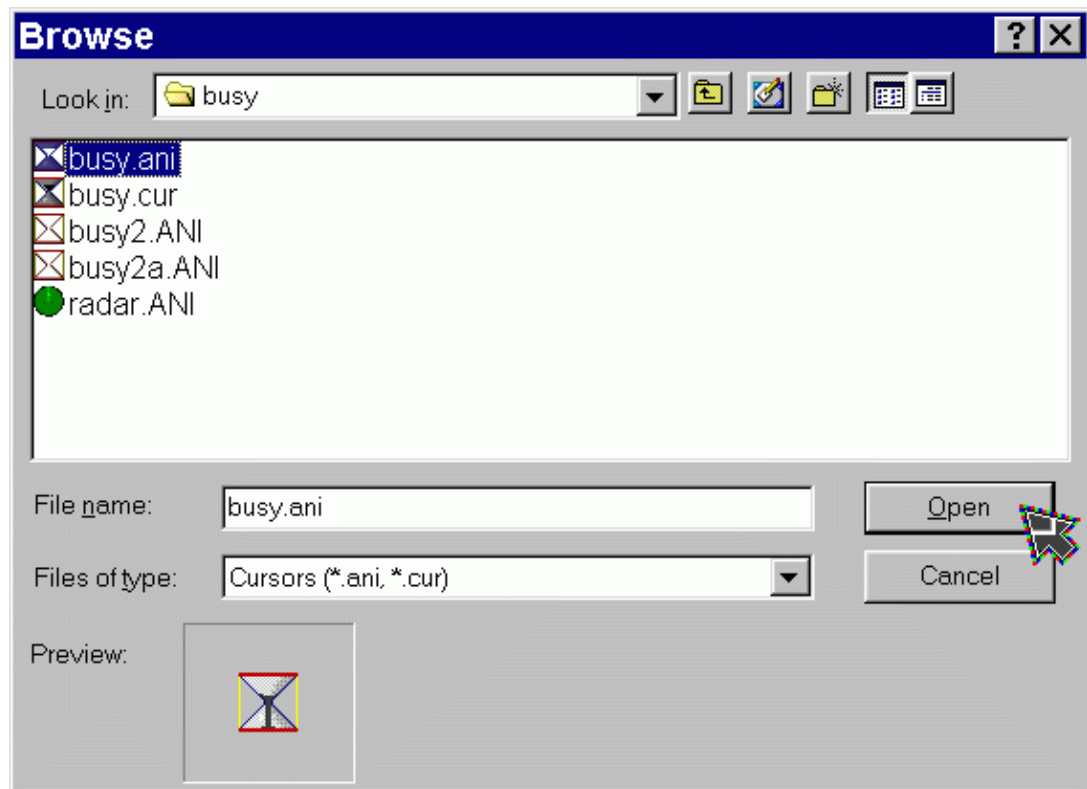 Browse
Look in: busy
busy.ani
busy.cur
busy2.ANI
busy2a.ANI
radar.ANI
File name: busy.ani Open
Files of type: Cursors (*.ani, *.cur) Cancel
Preview: